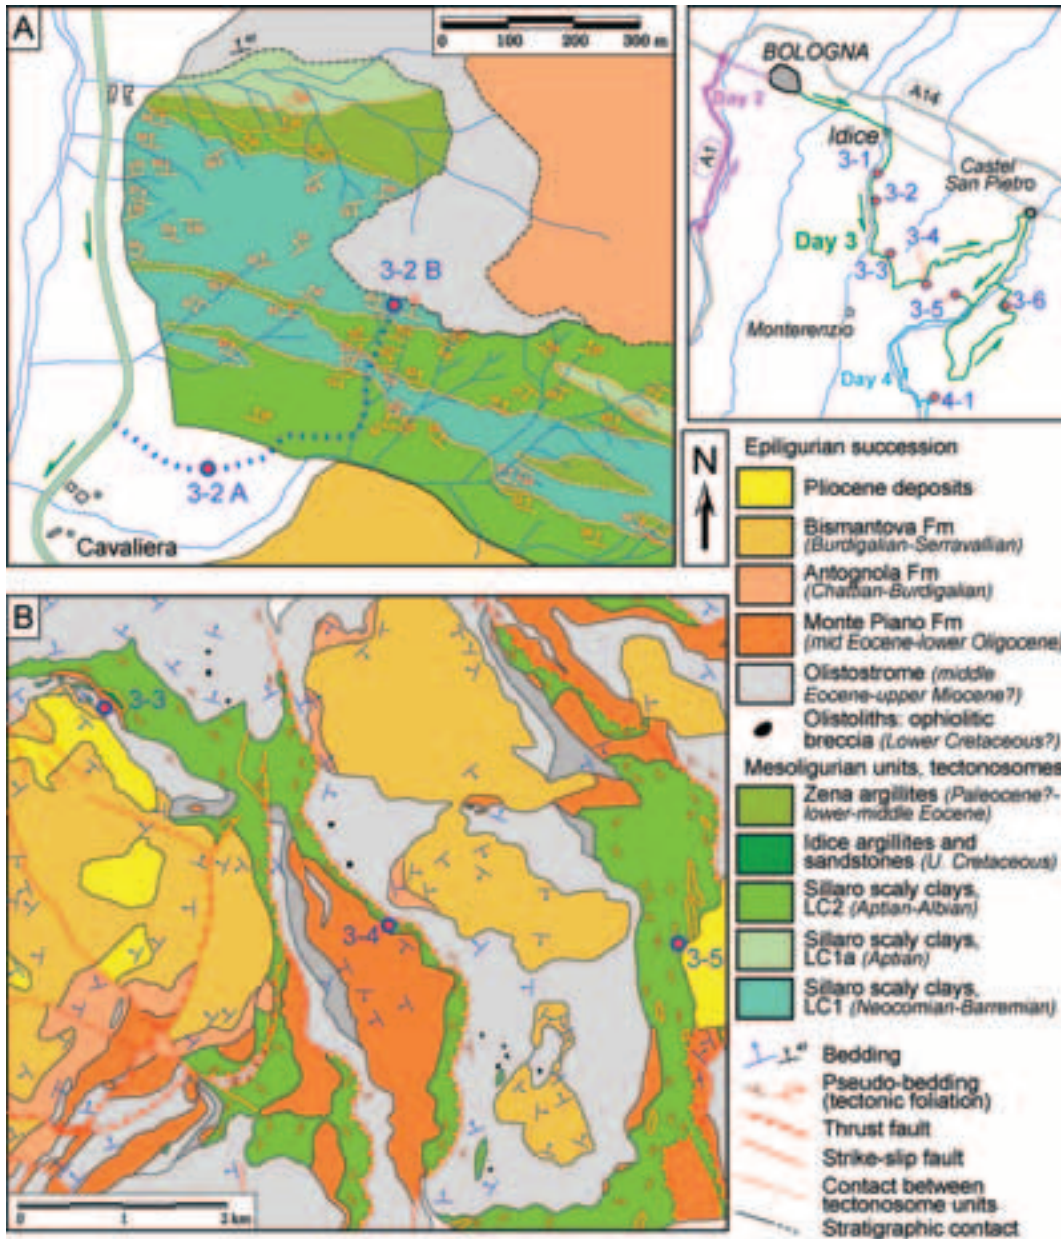 A
0 100 200 300 m
3-2 B
3-2 A
Cavaliera
BOLOGNA
A14
Day 2
A1
Idice
3-1
Castel
San Pietro
3-2
Day 3
3-4
3-3
3-5
3-6
Monterenzio
Day 4
4-1
N
Epiligurian succession
Pliocene deposits
Bismantova Fm
(Burdigalian-Serravallian)
Antognola Fm
(Chattian-Burdigalian)
Monte Piano Fm
(mid Eocene-lower Oligocene)
Olistostrome (middle
Eocene-upper Miocene?)
Olistoliths: ophiolitic
breccia (Lower Cretaceous?)
Mesoligurian units, tectonosomes
Zena argillites (Paleocene?-
lower-middle Eocene)
Idice argillites and
sandstones (U. Cretaceous)
Sillaro scaly clays,
LC2 (Aptian-Albian)
Sillaro scaly clays,
LC1a (Aptian)
Sillaro scaly clays,
LC1 (Neocomian-Barremian)
Bedding
Pseudo-bedding
(tectonic foliation)
Thrust fault
Strike-slip fault
Contact between
tectonosome units
Stratigraphic contact
B
3-3
3-4
3-5
0 1 2 km